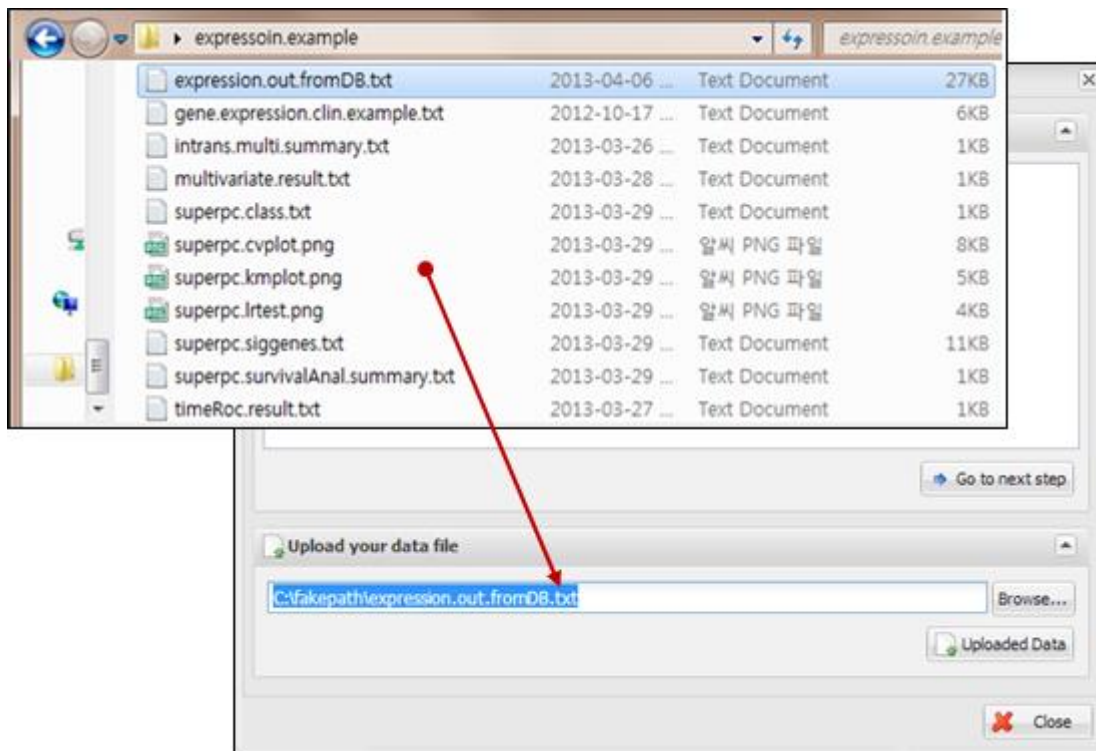 expressoin.example expressoin.example
expression.out.fromDB.txt 2013-04-06 ... Text Document 27KB
gene.expression.clin.example.txt 2012-10-17 ... Text Document 6KB
intrans.multi.summary.txt 2013-03-26 ... Text Document 1KB
multivariate.result.txt 2013-03-28 ... Text Document 1KB
superpc.class.txt 2013-03-29 ... Text Document 1KB
superpc.cvplot.png 2013-03-29 ... 알씨 PNG 파일 8KB
superpc.kmplot.png 2013-03-29 ... 알씨 PNG 파일 5KB
superpc.lrtest.png 2013-03-29 ... 알씨 PNG 파일 4KB
superpc.siggenes.txt 2013-03-29 ... Text Document 11KB
superpc.survivalAnal.summary.txt 2013-03-29 ... Text Document 1KB
timeRoc.result.txt 2013-03-27 ... Text Document 1KB
Go to next step
Upload your data file
C:\fakepath\expression.out.fromDB.txt Browse...
Uploaded Data
Close